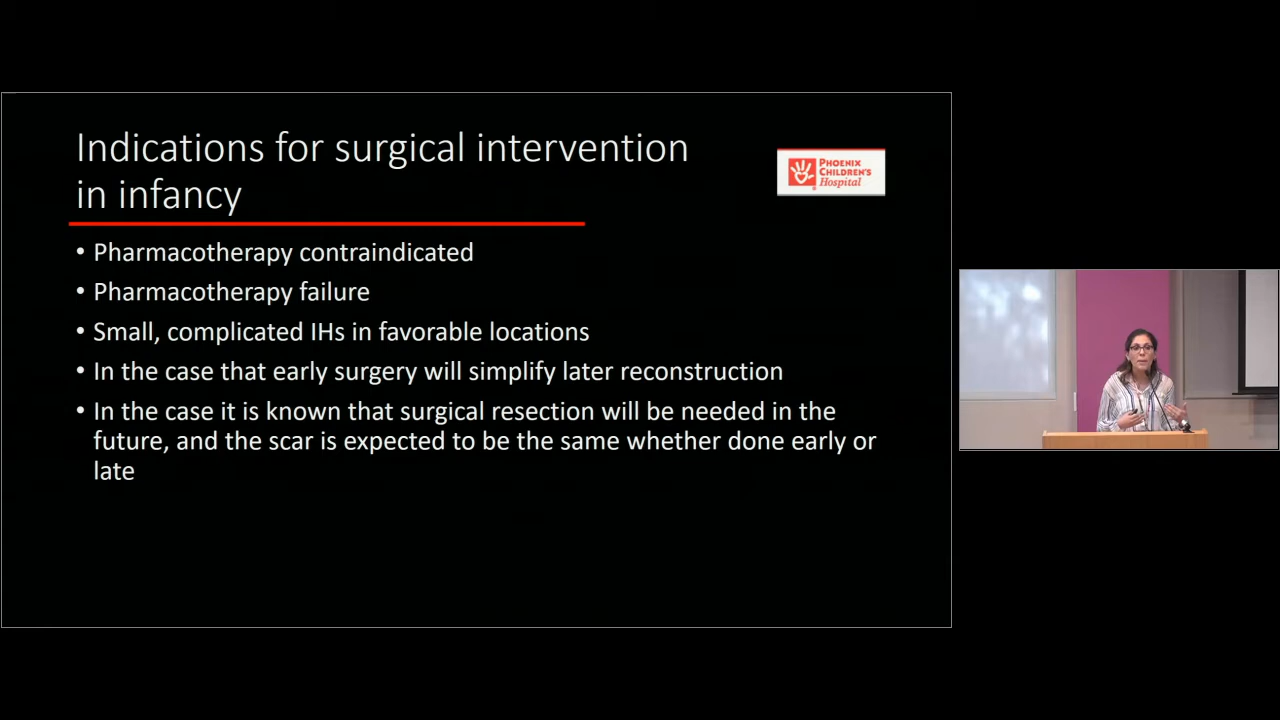 Indications for surgical intervention
in infancy
PHOENIX
CHILDREN'S
Hospital
• Pharmacotherapy contraindicated
• Pharmacotherapy failure
• Small, complicated IHs in favorable locations
• In the case that early surgery will simplify later reconstruction
• In the case it is known that surgical resection will be needed in the
future, and the scar is expected to be the same whether done early or
late